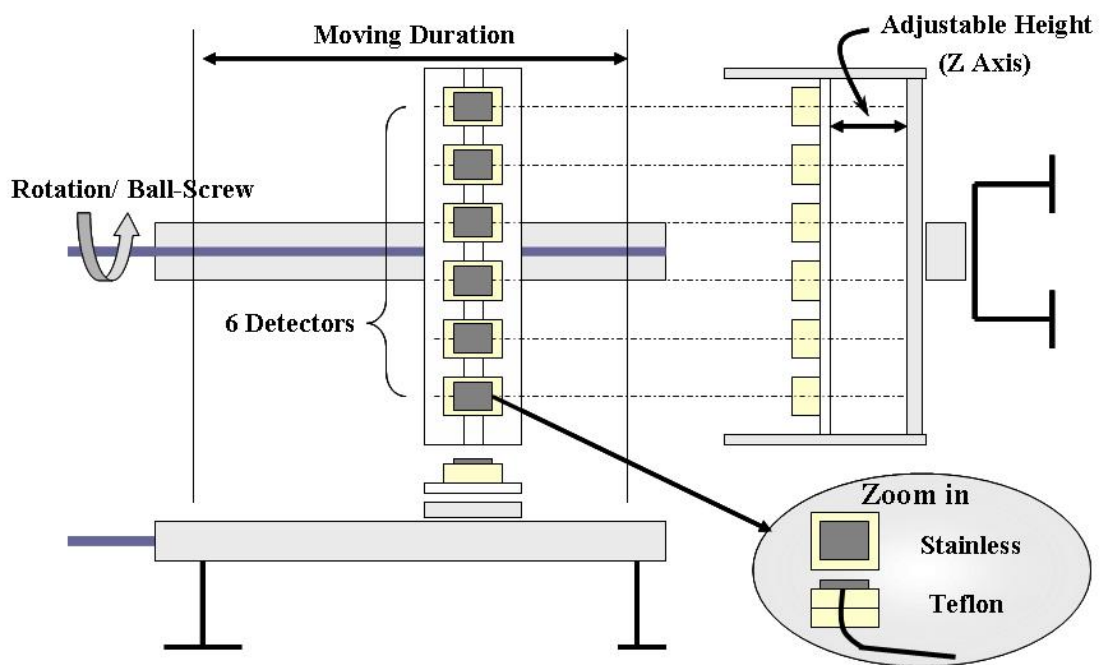 Moving Duration
Adjustable Height
(Z Axis)
Rotation/ Ball-Screw
6 Detectors
Zoom in
Stainless
Teflon